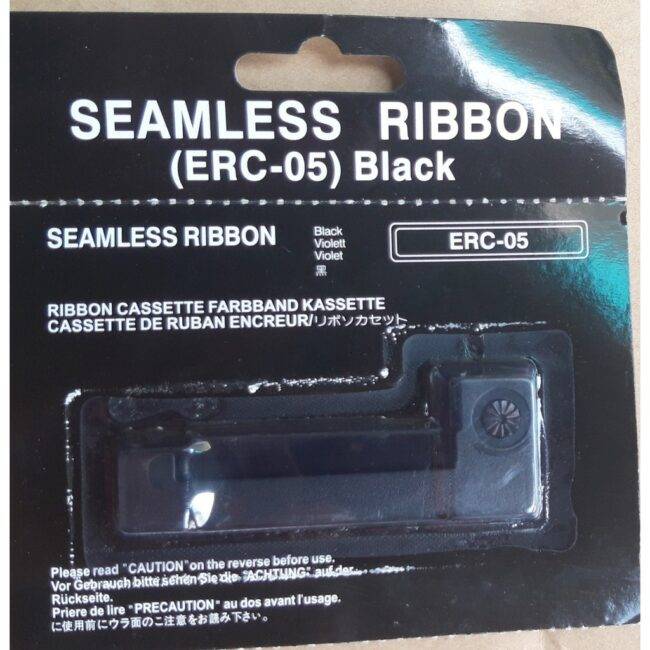 SEAMLESS RIBBON
(ERC-05) Black
SEAMLESS RIBBON
Black
Violett
Violet
黒
ERC-05
RIBBON CASSETTE FARBBAND KASSETTE
CASSETTE DE RUBAN ENCREUR/リボソカセット
Please read "CAUTION" on the reverse before use.
Vor Gebrauch bitte,sehen Sie die "ACHTUNG" auf der
Rückseite.
Priere de lire "PRECAUTION" au dos avant l'usage.
に使用前にウラ面のご注意をお読み下さい。